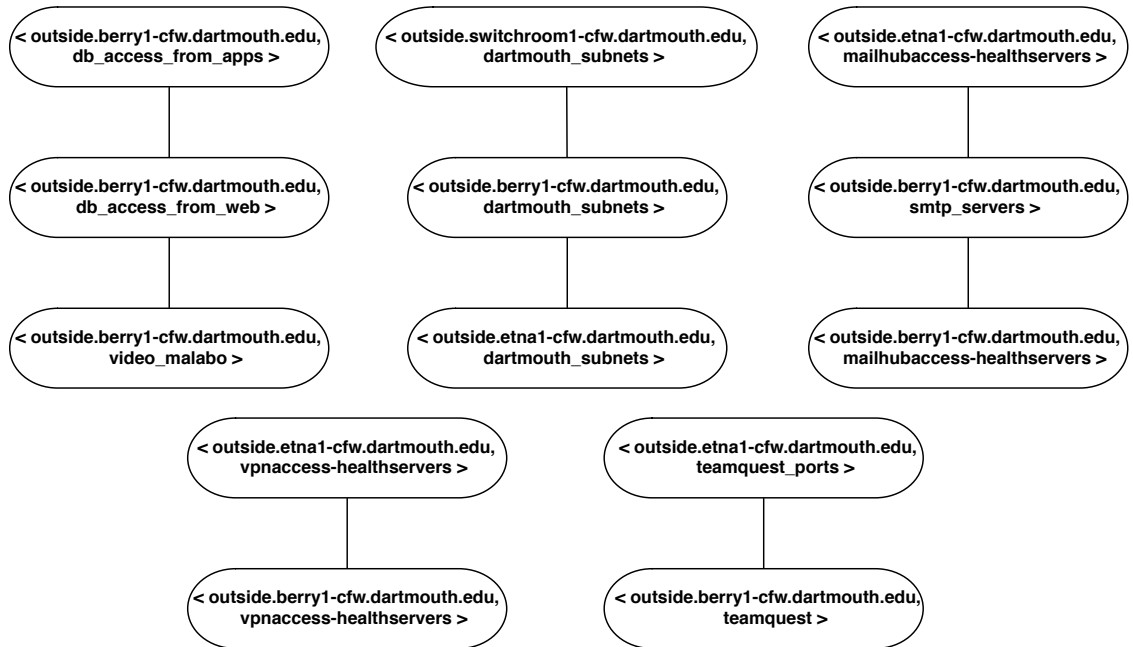 < outside.berry1-cfw.dartmouth.edu,
db_access_from_apps >
< outside.switchroom1-cfw.dartmouth.edu,
dartmouth_subnets >
< outside.etna1-cfw.dartmouth.edu,
mailhubaccess-healthservers >
< outside.berry1-cfw.dartmouth.edu,
db_access_from_web >
< outside.berry1-cfw.dartmouth.edu,
dartmouth_subnets >
< outside.berry1-cfw.dartmouth.edu,
smtp_servers >
< outside.berry1-cfw.dartmouth.edu,
video_malabo >
< outside.etna1-cfw.dartmouth.edu,
dartmouth_subnets >
< outside.berry1-cfw.dartmouth.edu,
mailhubaccess-healthservers >
< outside.etna1-cfw.dartmouth.edu,
vpnaccess-healthservers >
< outside.etna1-cfw.dartmouth.edu,
teamquest_ports >
< outside.berry1-cfw.dartmouth.edu,
vpnaccess-healthservers >
< outside.berry1-cfw.dartmouth.edu,
teamquest >